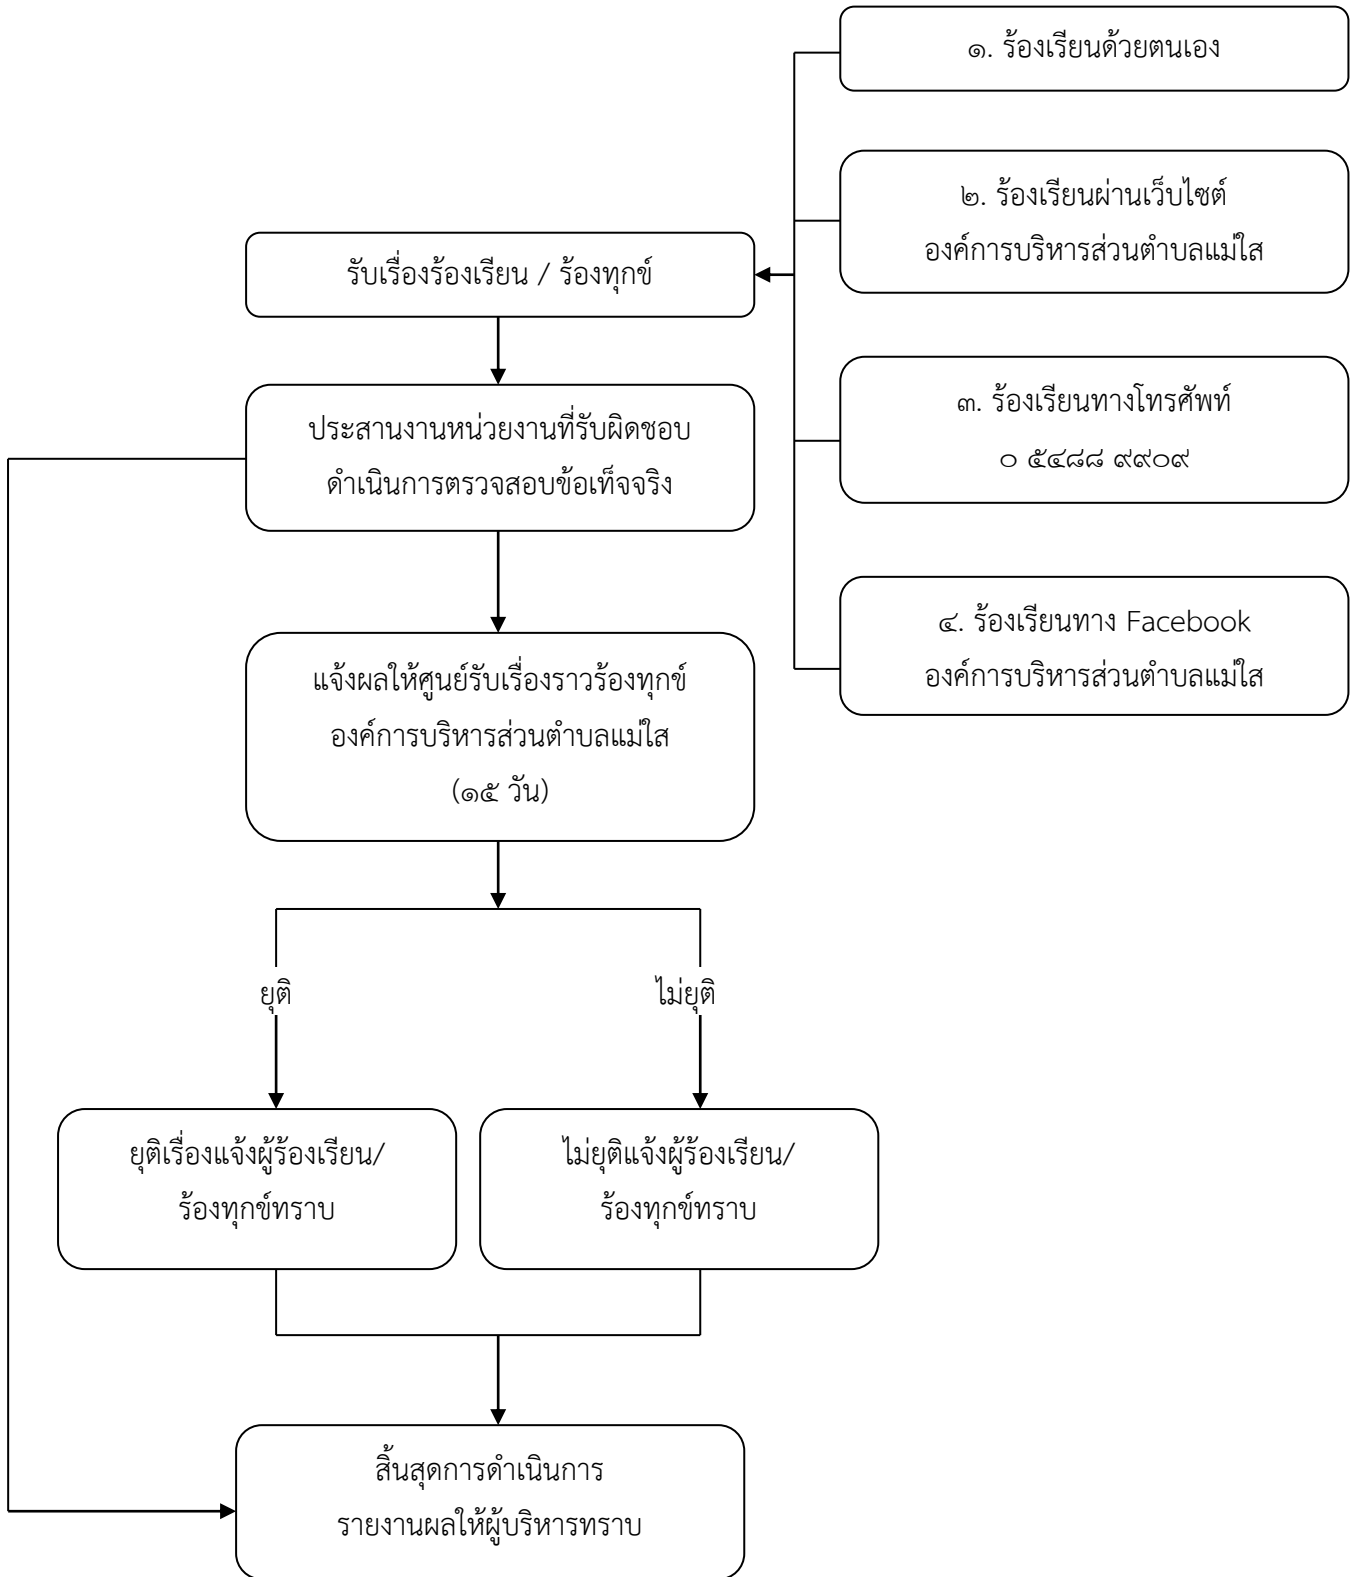 ๑. ร้องเรียนด้วยตนเอง
๒. ร้องเรียนผ่านเว็บไซต์
องค์การบริหารส่วนตำบลแม่ใส
รับเรื่องร้องเรียน / ร้องทุกข์
๓. ร้องเรียนทางโทรศัพท์
๐ ๕๔๘๘ ๙๙๐๙
ประสานงานหน่วยงานที่รับผิดชอบ
ดำเนินการตรวจสอบข้อเท็จจริง
๔. ร้องเรียนทาง Facebook
องค์การบริหารส่วนตำบลแม่ใส
แจ้งผลให้ศูนย์รับเรื่องราวร้องทุกข์
องค์การบริหารส่วนตำบลแม่ใส
(๑๕ วัน)
ยุติ
ไม่ยุติ
ยุติเรื่องแจ้งผู้ร้องเรียน/
ร้องทุกข์ทราบ
ไม่ยุติแจ้งผู้ร้องเรียน/
ร้องทุกข์ทราบ
สิ้นสุดการดำเนินการ
รายงานผลให้ผู้บริหารทราบ